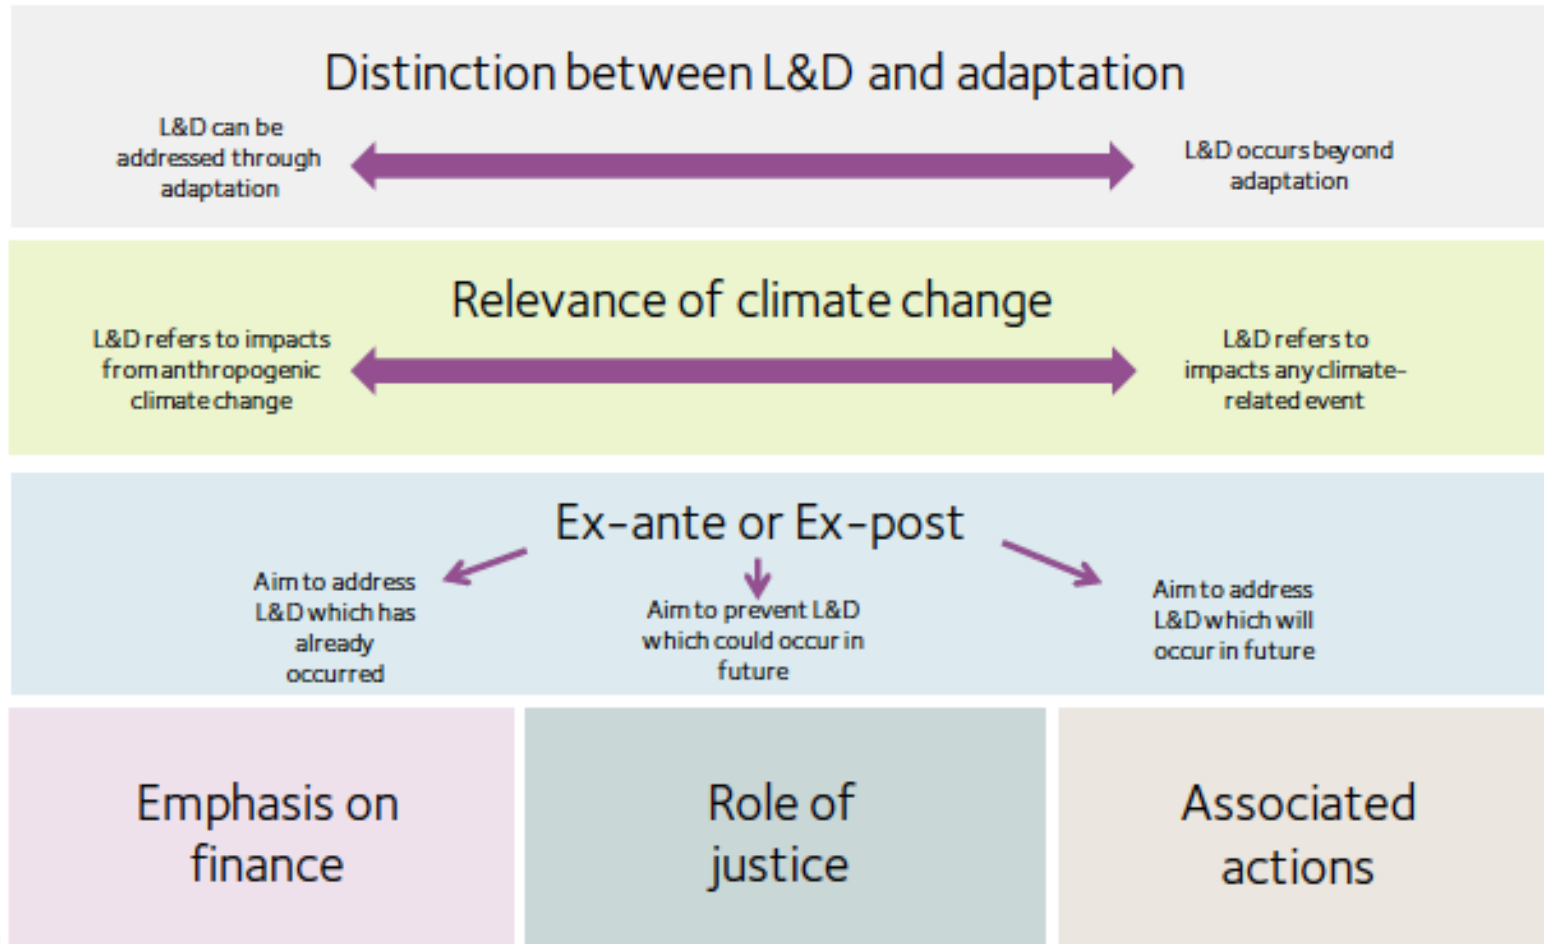 Distinction between L&D and adaptation
L&D can be
addressed through
adaptation
L&D occurs beyond
adaptation
Relevance of climate change
L&D refers to impacts
from anthropogenic
climate change
L&D refers to
impacts any climate-
related event
Ex-ante or Ex-post
Aim to address
L&D which has
already
occurred
Aim to prevent L&D
which could occur in
future
Aim to address
L&D which will
occur in future
Emphasis on
finance
Role of
justice
Associated
actions